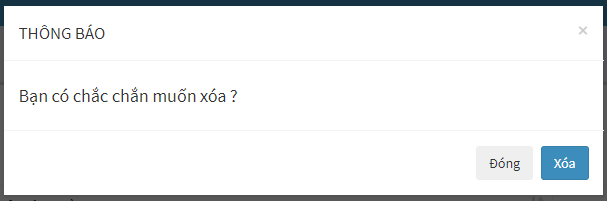 THÔNG BÁO
×
Bạn có chắc chắn muốn xóa ?
Đóng
Xóa